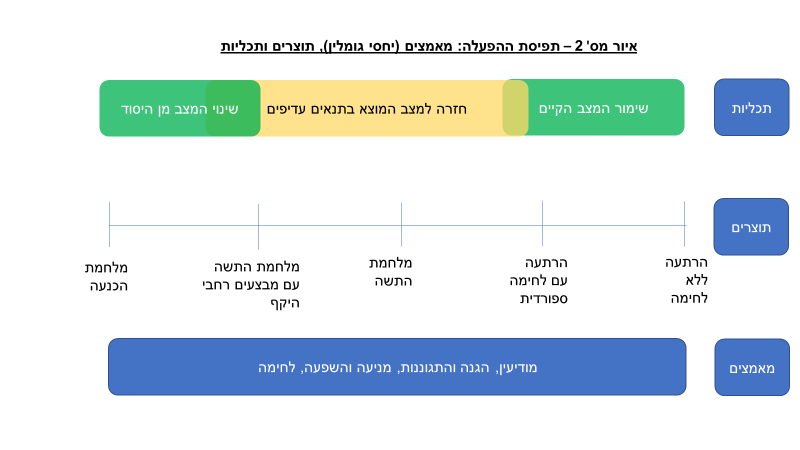 איור מס' 2 – תפיסת ההפעלה: מאמצים (יחסי גומלין), תוצרים ותכליות
תכליות
שימור המצב הקיים
חזרה למצב המוצא בתנאים עדיפים
שינוי המצב מן היסוד
תוצרים
הרתעה
ללא
לחימה
הרתעה
עם לחימה
ספורדית
מלחמת
התשה
מלחמת התשה
עם מבצעים רחבי
היקף
מלחמת
הכנעה
מאמצים
מודיעין, הגנה והתגוננות, מניעה והשפעה, לחימה